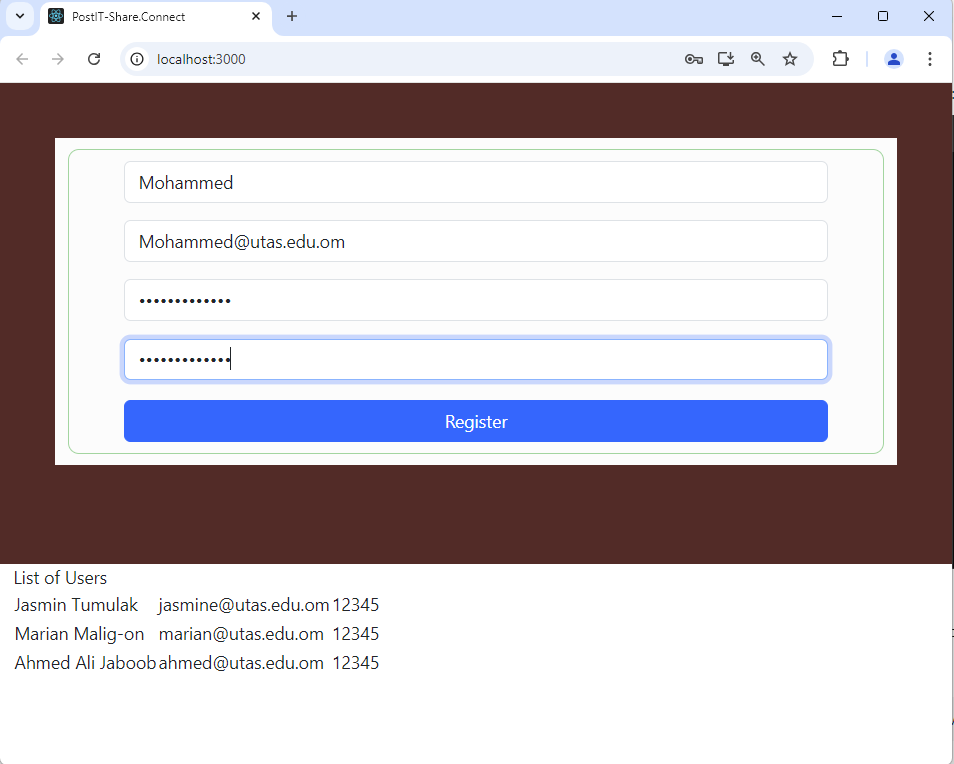 PostIT-Share.Connect
localhost:3000
Mohammed
Mohammed@utas.edu.om
•••••••••••••
•••••••••••••
Register
List of Users
Jasmin Tumulak jasmine@utas.edu.om 12345
Marian Malig-on marian@utas.edu.om 12345
Ahmed Ali Jaboob ahmed@utas.edu.om 12345